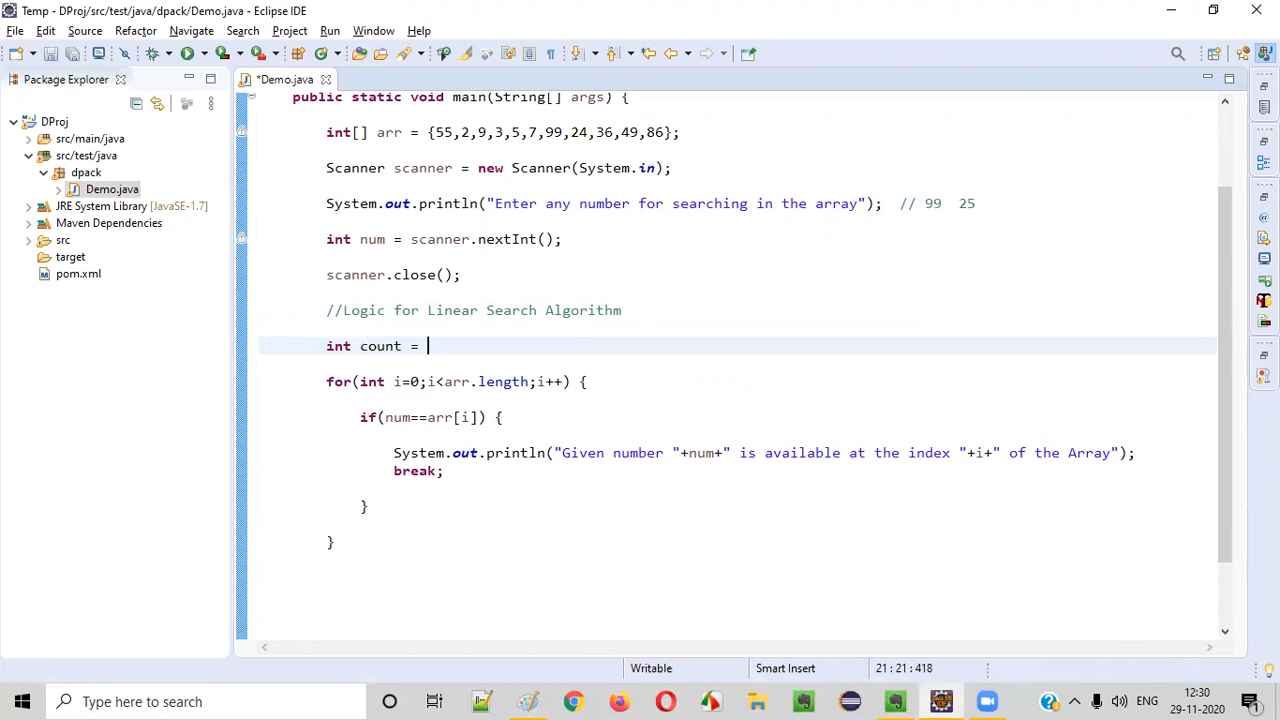 Temp - DProj/src/test/java/dpack/Demo.java - Eclipse IDE
File Edit Source Refactor Navigate Search Project Run Window Help
Package Explorer
*Demo.java
DProj
src/main/java
src/test/java
dpack
Demo.java
JRE System Library [JavaSE-1.7]
Maven Dependencies
src
target
pom.xml
public static void main(String[] args) {
int[] arr = {55,2,9,3,5,7,99,24,36,49,86};
Scanner scanner = new Scanner(System.in);
System.out.println("Enter any number for searching in the array"); // 99 25
int num = scanner.nextInt();
scanner.close();
//Logic for Linear Search Algorithm
int count =
for(int i=0;i<arr.length;i++) {
if(num==arr[i]) {
System.out.println("Given number "+num+" is available at the index "+i+" of the Array");
break;
}
}
Writable Smart Insert 21 : 21 : 418
Type here to search
12:30
29-11-2020